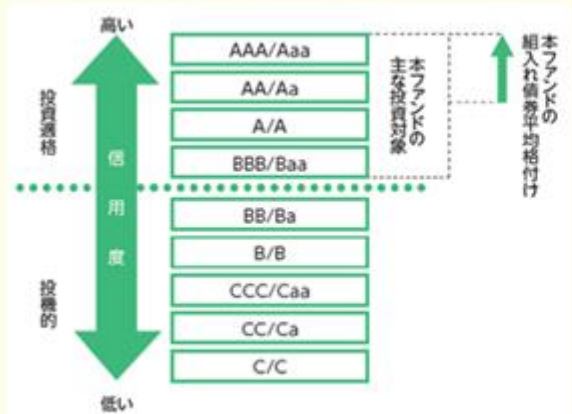 高い
投資適格
信用度
投機的
低い
AAA/Aaa
AA/Aa
A/A
BBB/Baa
BB/Ba
B/B
CCC/Caa
CC/Ca
C/C
本ファンドの
主な投資対象
本ファンドの
組入れ債券平均格付け